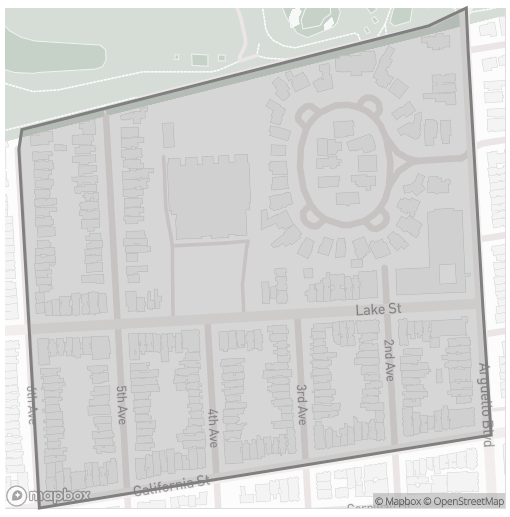 Lake St
2nd Ave
Arguello Blvd
6th Ave
5th Ave
4th Ave
3rd Ave
California St
mapbox
© Mapbox © OpenStreetMap